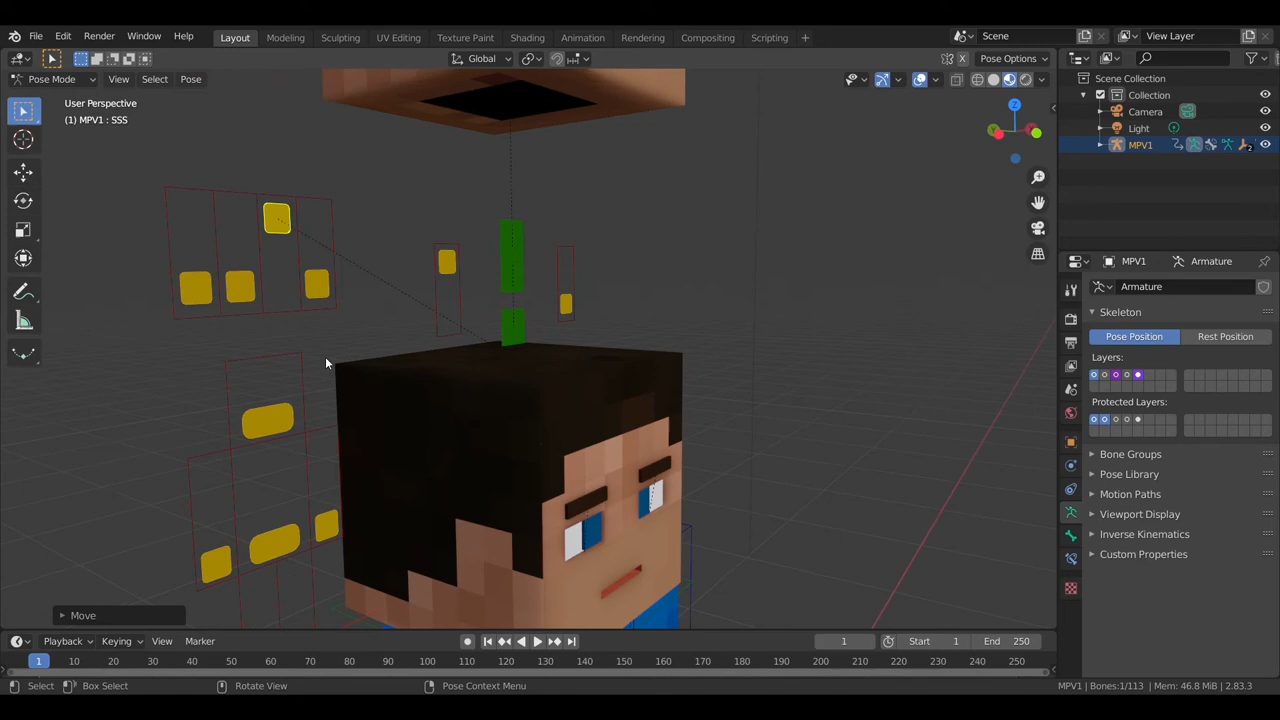 File Edit Render Window Help Layout Modeling Sculpting UV Editing Texture Paint Shading Animation Rendering Compositing Scripting + Scene View Layer
Global Pose Options
Pose Mode View Select Pose
User Perspective
(1) MPV1 : SSS
Z
Scene Collection
Collection
Camera
Light
MPV1 2
MPV1 Armature
Armature
Skeleton
Pose Position Rest Position
Layers:
Protected Layers:
Bone Groups
Pose Library
Motion Paths
Viewport Display
Inverse Kinematics
Custom Properties
Move
Playback Keying View Marker 1 Start 1 End 250
1 10 20 30 40 50 60 70 80 90 100 110 120 130 140 150 160 170 180 190 200 210 220 230 240 250
Select Box Select Rotate View Pose Context Menu MPV1 | Bones:1/113 | Mem: 46.8 MiB | 2.83.3